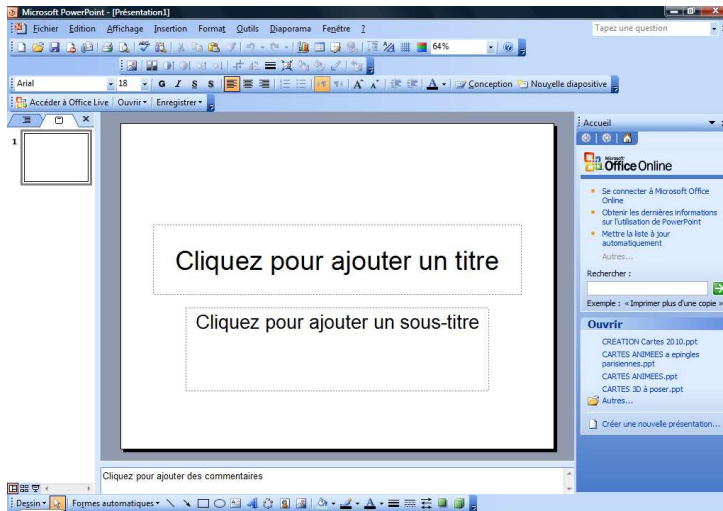 Microsoft PowerPoint - [Présentation1]
Fichier Edition Affichage Insertion Format Outils Diaporama Fenêtre ?
Tapez une question
64%
Arial 18 G I S S Conception Nouvelle diapositive
Accéder à Office Live Ouvrir Enregistrer
1
Cliquez pour ajouter un titre
Cliquez pour ajouter un sous-titre
Cliquez pour ajouter des commentaires
Accueil
Microsoft
Office Online
Se connecter à Microsoft Office
Online
Obtenir les dernières informations
sur l'utilisation de PowerPoint
Mettre la liste à jour
automatiquement
Autres...
Rechercher :
Exemple : « Imprimer plus d'une copie »
Ouvrir
CREATION Cartes 2010.ppt
CARTES ANIMEES a epingles
parisiennes.ppt
CARTES ANIMEES.ppt
CARTES 3D à poser.ppt
Autres...
Créer une nouvelle présentation...
Dessin Formes automatiques